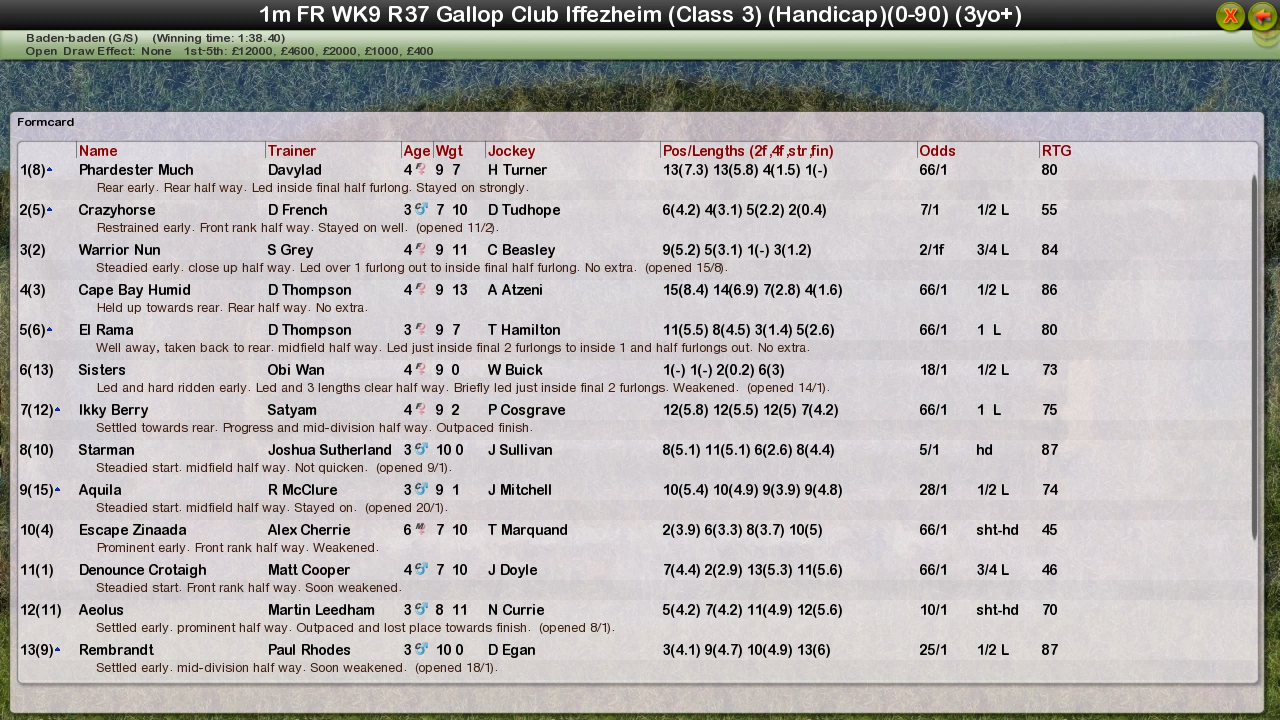 1m FR WK9 R37 Gallop Club Iffezheim (Class 3) (Handicap)(0-90) (3yo+)
X
Baden-baden (G/S) (Winning time: 1:38.40)
Open Draw Effect: None 1st-5th: £12000, £4600, £2000, £1000, £400
Formcard
Name Trainer Age Wgt Jockey Pos/Lengths (2f,4f,str,fin) Odds RTG
1(8) Phardester Much Davylad 4 9 7 H Turner 13(7.3) 13(5.8) 4(1.5) 1(-) 66/1 80
Rear early. Rear half way. Led inside final half furlong. Stayed on strongly.
2(5) Crazyhorse D French 3 7 10 D Tudhope 6(4.2) 4(3.1) 5(2.2) 2(0.4) 7/1 1/2 L 55
Restrained early. Front rank half way. Stayed on well. (opened 11/2).
3(2) Warrior Nun S Grey 4 9 11 C Beasley 9(5.2) 5(3.1) 1(-) 3(1.2) 2/1f 3/4 L 84
Steadied early. close up half way. Led over 1 furlong out to inside final half furlong. No extra. (opened 15/8).
4(3) Cape Bay Humid D Thompson 4 9 13 A Atzeni 15(8.4) 14(6.9) 7(2.8) 4(1.6) 66/1 1/2 L 86
Held up towards rear. Rear half way. No extra.
5(6) El Rama D Thompson 3 9 7 T Hamilton 11(5.5) 8(4.5) 3(1.4) 5(2.6) 66/1 1 L 80
Well away, taken back to rear. midfield half way. Led just inside final 2 furlongs to inside 1 and half furlongs out. No extra.
6(13) Sisters Obi Wan 4 9 0 W Buick 1(-) 1(-) 2(0.2) 6(3) 18/1 1/2 L 73
Led and hard ridden early. Led and 3 lengths clear half way. Briefly led just inside final 2 furlongs. Weakened. (opened 14/1).
7(12) Ikky Berry Satyam 4 9 2 P Cosgrave 12(5.8) 12(5.5) 12(5) 7(4.2) 66/1 1 L 75
Settled towards rear. Progress and mid-division half way. Outpaced finish.
8(10) Starman Joshua Sutherland 3 10 0 J Sullivan 8(5.1) 11(5.1) 6(2.6) 8(4.4) 5/1 hd 87
Steadied start. midfield half way. Not quicken. (opened 9/1).
9(15) Aquila R McClure 3 9 1 J Mitchell 10(5.4) 10(4.9) 9(3.9) 9(4.8) 28/1 1/2 L 74
Steadied start. midfield half way. Stayed on. (opened 20/1).
10(4) Escape Zinaada Alex Cherrie 6 7 10 T Marquand 2(3.9) 6(3.3) 8(3.7) 10(5) 66/1 sht-hd 45
Prominent early. Front rank half way. Weakened.
11(1) Denounce Crotaigh Matt Cooper 4 7 10 J Doyle 7(4.4) 2(2.9) 13(5.3) 11(5.6) 66/1 3/4 L 46
Steadied start. Front rank half way. Soon weakened.
12(11) Aeolus Martin Leedham 3 8 11 N Currie 5(4.2) 7(4.2) 11(4.9) 12(5.6) 10/1 sht-hd 70
Settled early. prominent half way. Outpaced and lost place towards finish. (opened 8/1).
13(9) Rembrandt Paul Rhodes 3 10 0 D Egan 3(4.1) 9(4.7) 10(4.9) 13(6) 25/1 1/2 L 87
Settled early. mid-division half way. Soon weakened. (opened 18/1).